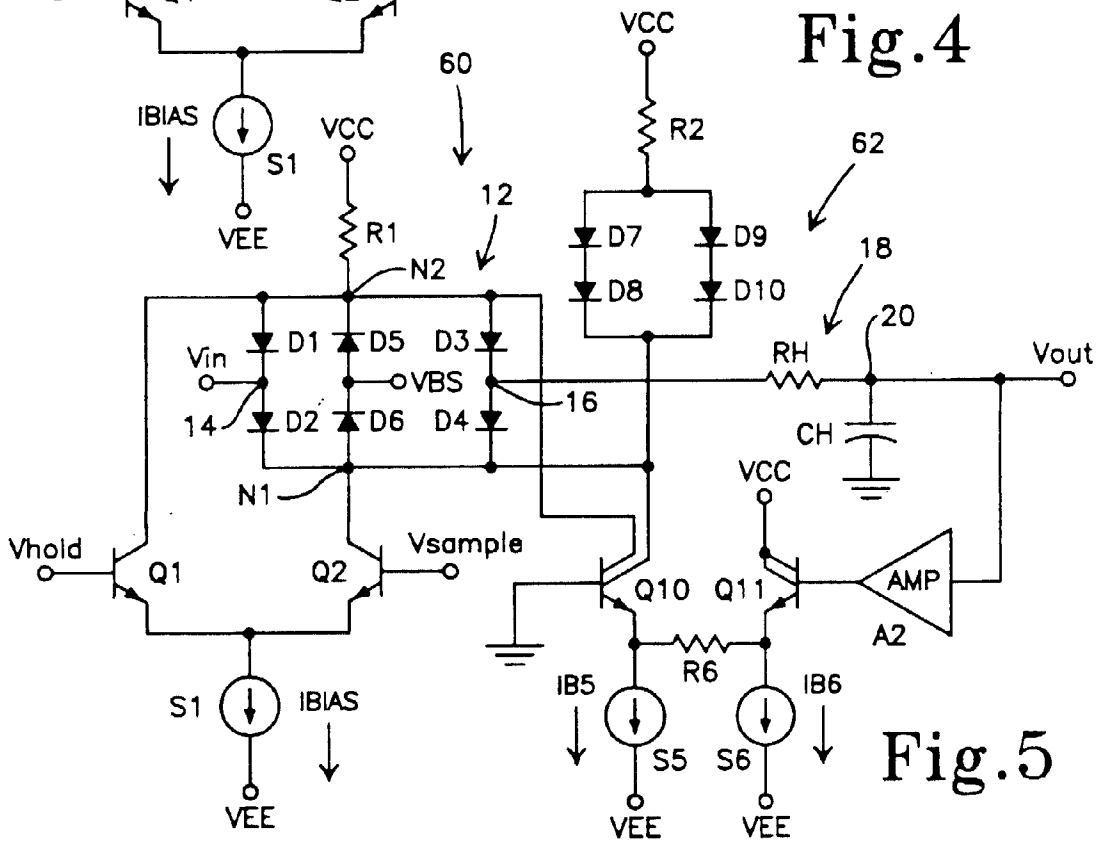 Fig.4
IBIAS
S1
VEE
60
VCC
R1
12
N2
VCC
R2
62
D7
D9
D8
D10
18
20
Vin
D1
D5
D3
RH
Vout
14
D2
VBS
D6
D4
16
CH
N1
VCC
Vhold
Q1
Q2
Vsample
Q10
Q11
AMP
A2
R6
S1
IBIAS
IB5
S5
S6
IB6
VEE
VEE
VEE
Fig.5